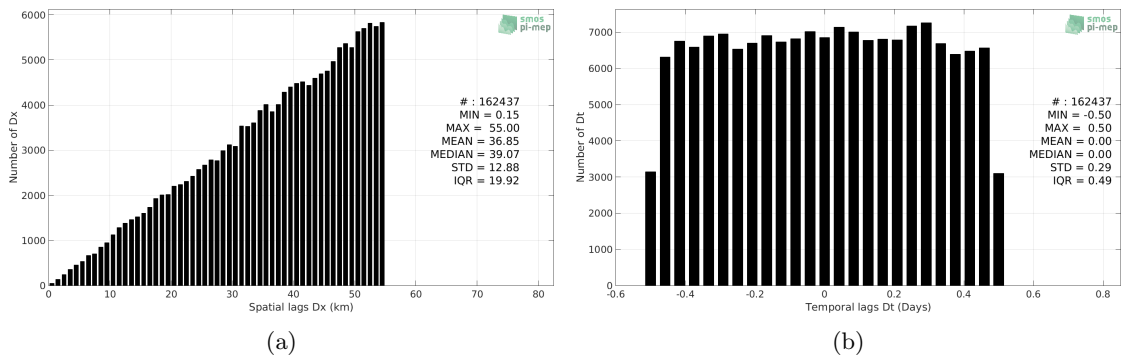 6000
5000
4000
3000
2000
1000
0
Number of Dx
smos
pi-mep
# : 162437
MIN = 0.15
MAX = 55.00
MEAN = 36.85
MEDIAN = 39.07
STD = 12.88
IQR = 19.92
0 10 20 30 40 50 60 70 80
Spatial lags Dx (km)
(a)
7000
6000
5000
4000
3000
2000
1000
0
Number of Dt
smos
pi-mep
# : 162437
MIN = -0.50
MAX = 0.50
MEAN = 0.00
MEDIAN = 0.00
STD = 0.29
IQR = 0.49
-0.6 -0.4 -0.2 0 0.2 0.4 0.6 0.8
Temporal lags Dt (Days)
(b)